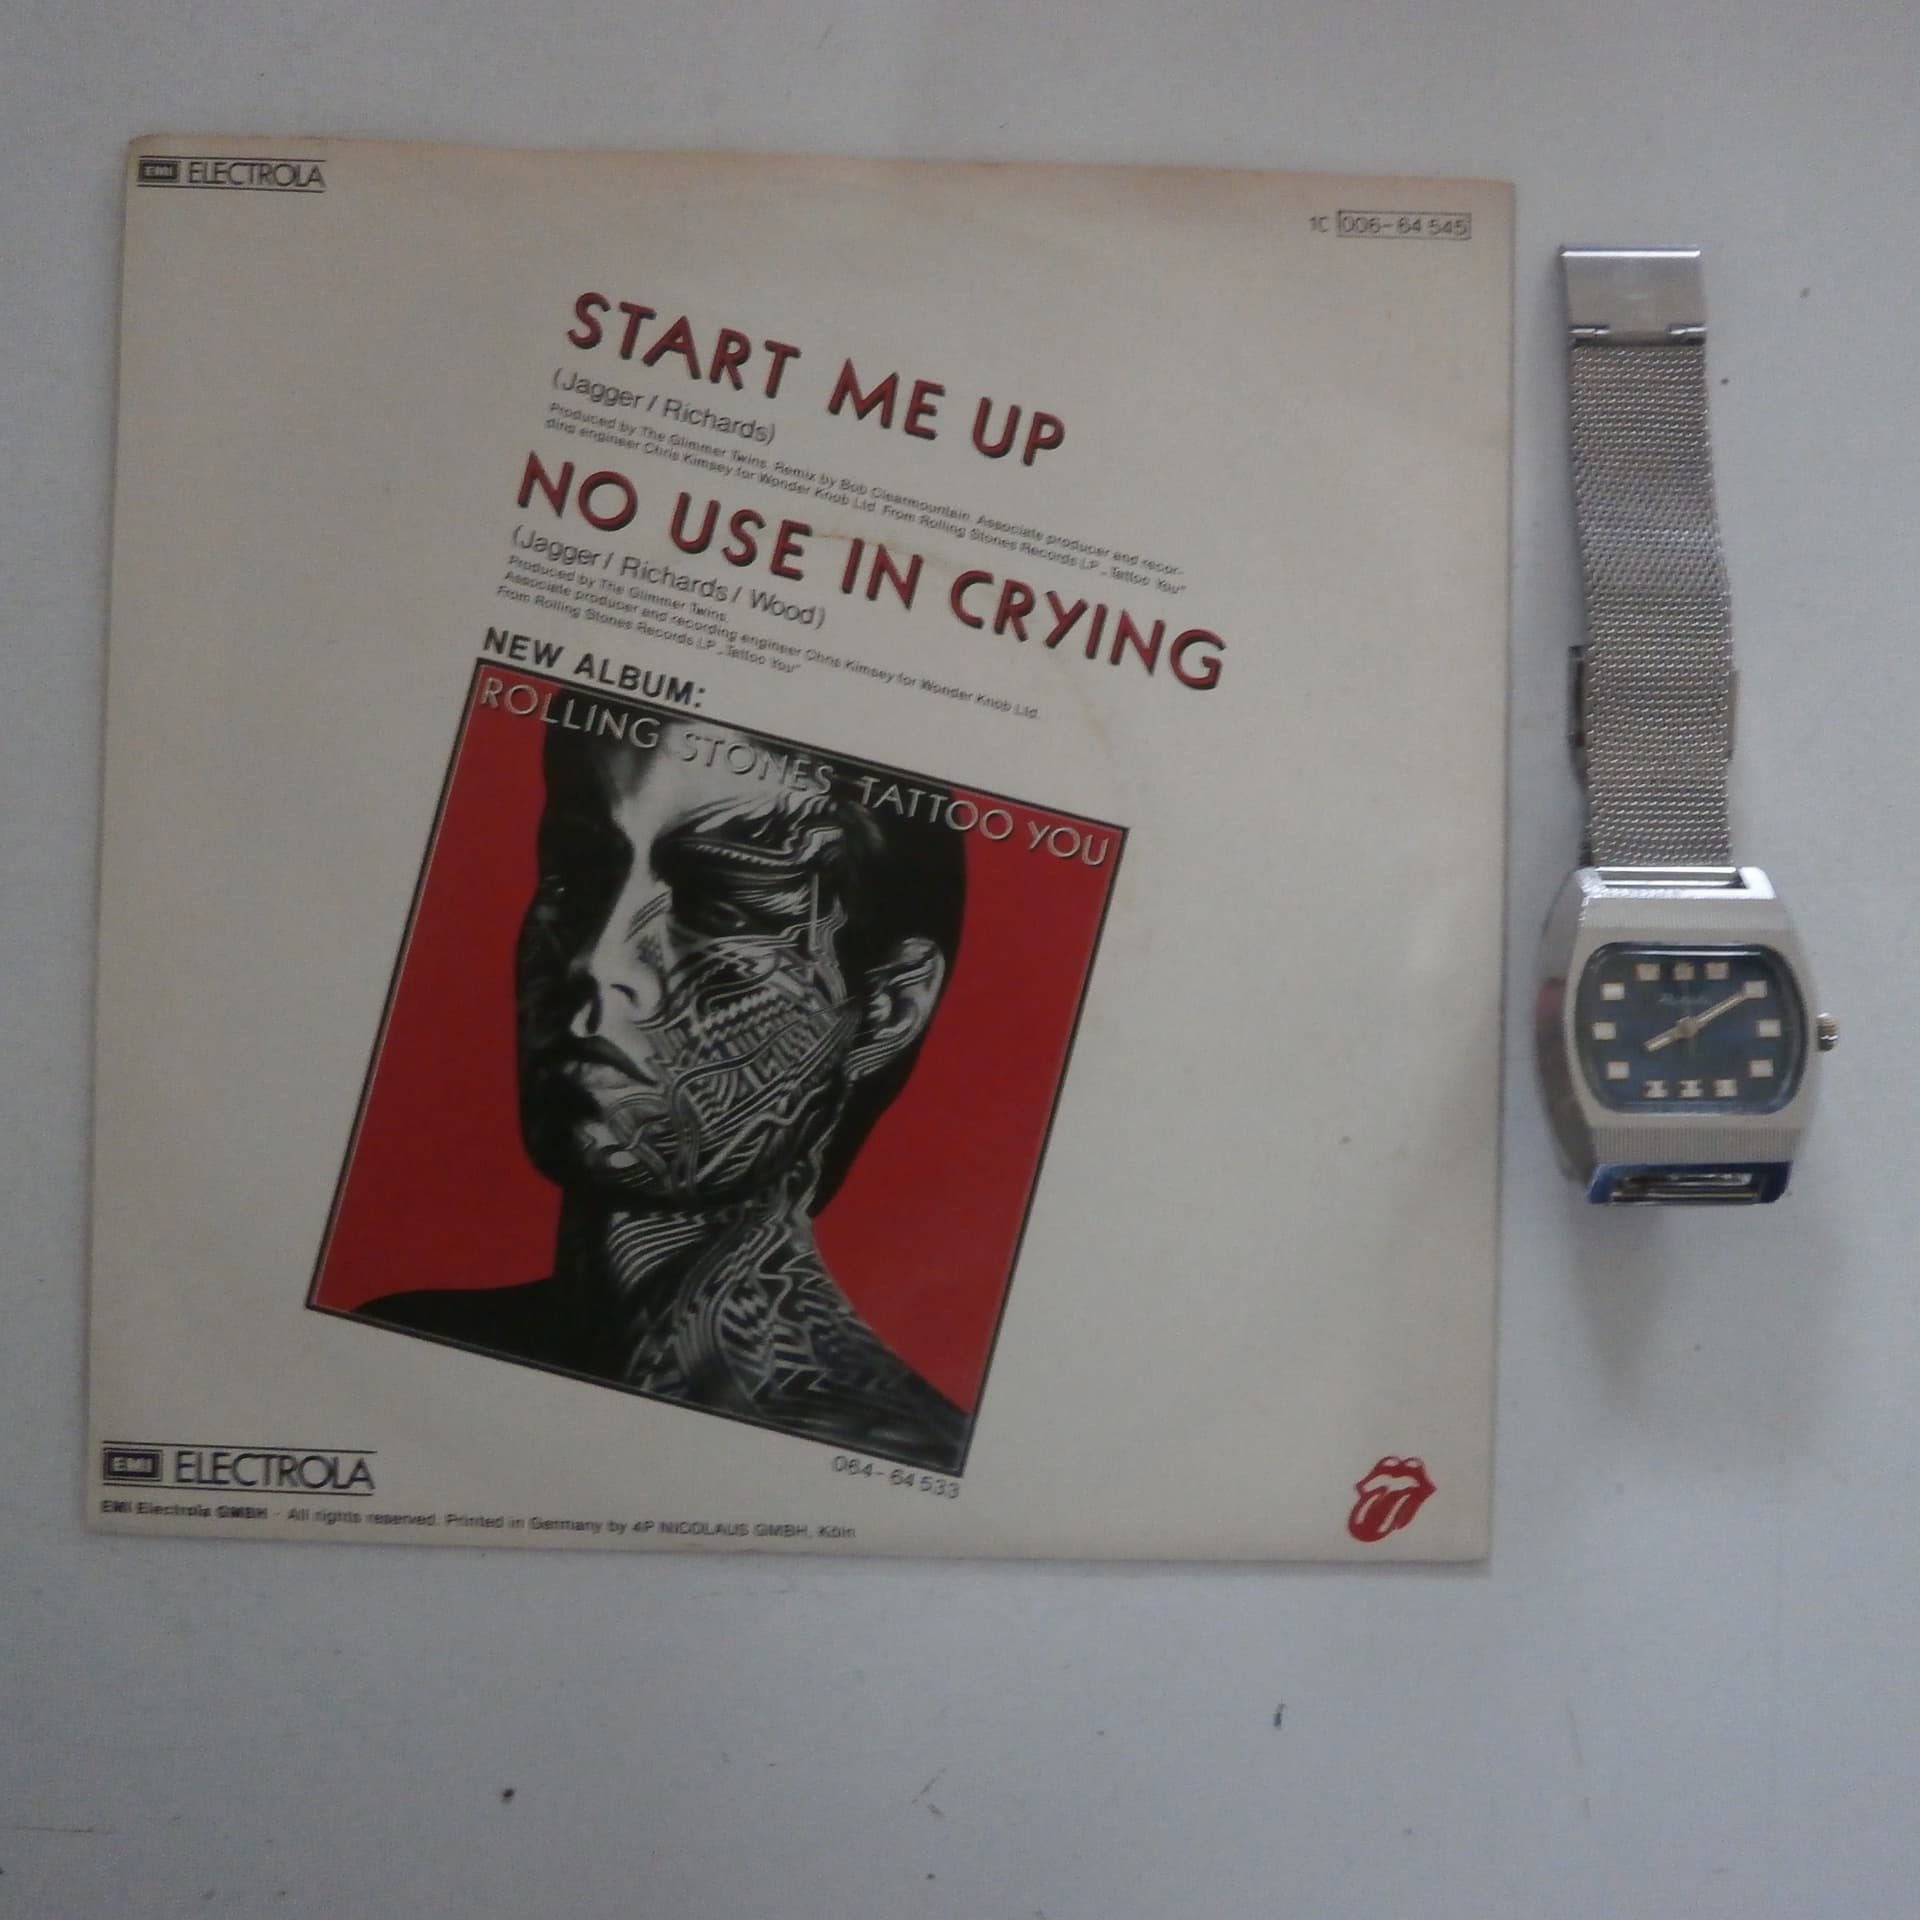 EMI ELECTROLA
1C 006-64 545
START ME UP
(Jagger / Richards)
Produced by The Glimmer Twins. Remix by Bob Clearmountain. Associate producer and recor-
ding engineer Chris Kimsey for Wonder Knob Ltd. From Rolling Stones Records LP „Tattoo You"
NO USE IN CRYING
(Jagger / Richards / Wood)
Produced by The Glimmer Twins.
Associate producer and recording engineer Chris Kimsey for Wonder Knob Ltd.
From Rolling Stones Records LP „Tattoo You"
NEW ALBUM:
ROLLING STONES TATTOO YOU
064-64 533
EMI ELECTROLA
EMI Electrola GMBH · All rights reserved. Printed in Germany by 4P NICOLAUS GMBH, Köln